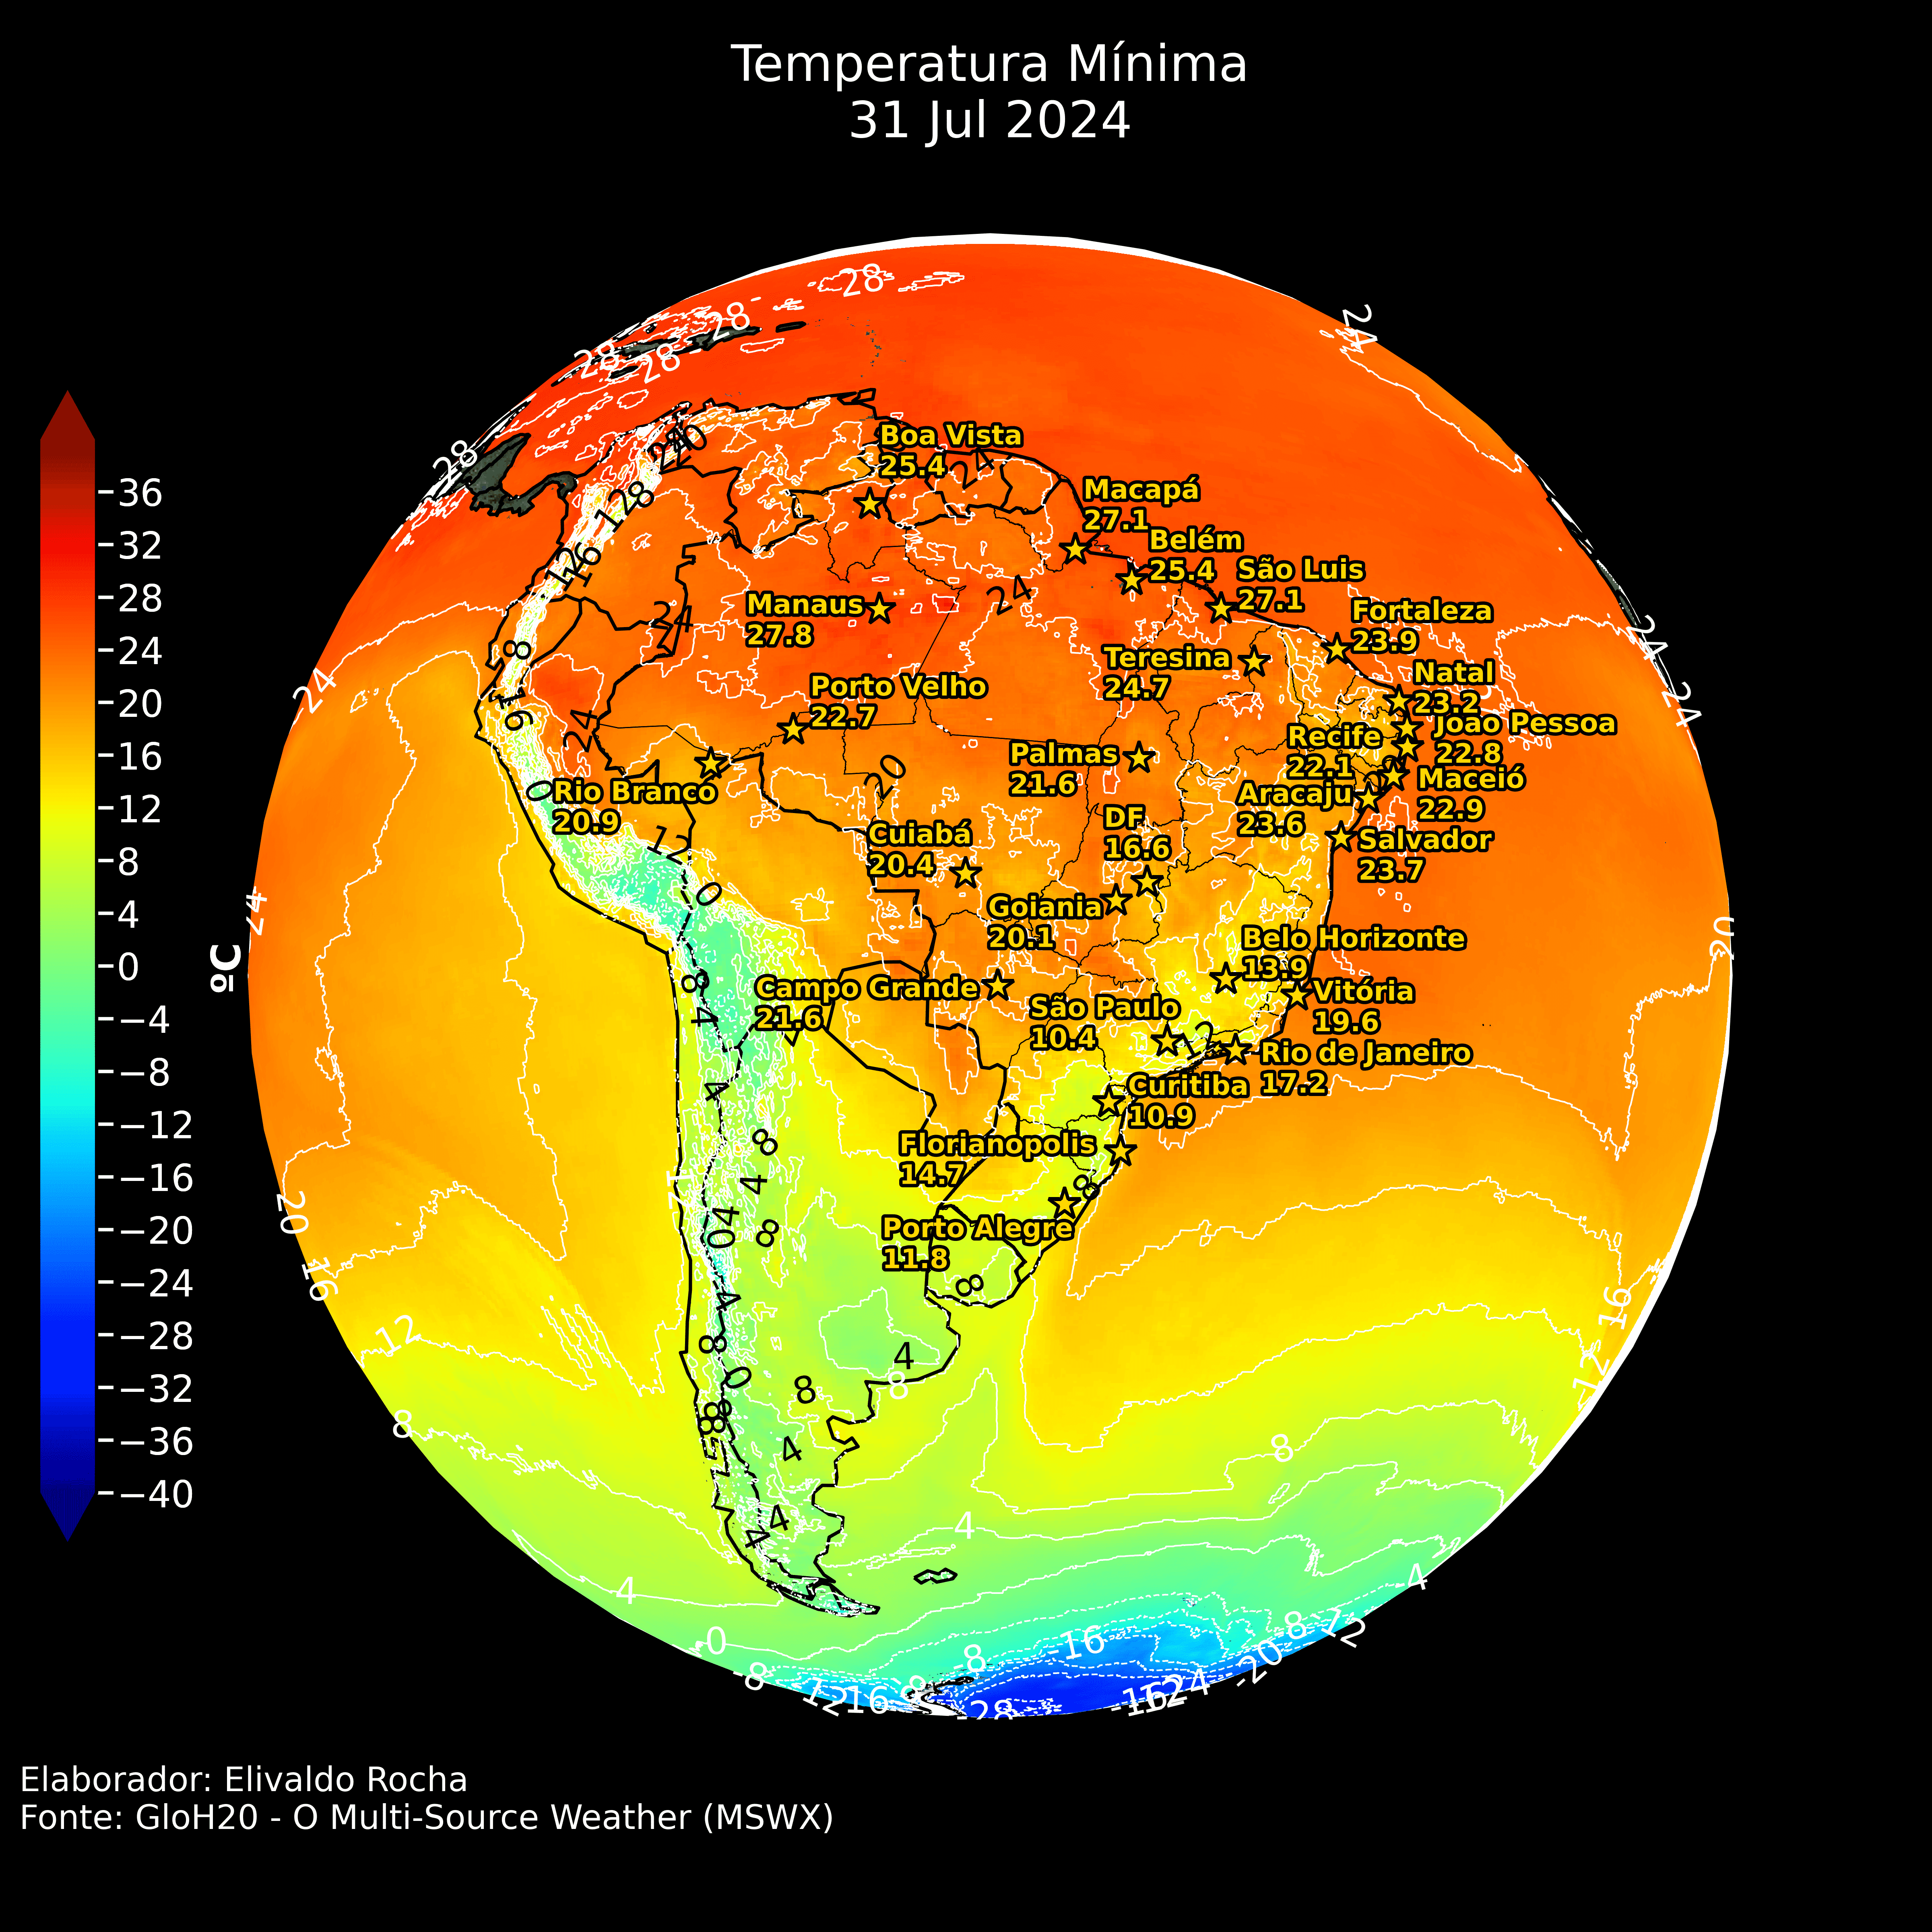 Temperatura Mínima
31 Jul 2024
Boa Vista
25.4
Macapá
27.1
Belém
25.4
São Luis
27.1
Manaus
27.8
Fortaleza
23.9
Teresina
24.7
Natal
23.2
Porto Velho
22.7
João Pessoa
22.8
Recife
22.1
Palmas
21.6
Maceió
22.9
Rio Branco
20.9
Aracaju
23.6
DF
16.6
Cuiabá
20.4
Salvador
23.7
Goiania
20.1
Belo Horizonte
13.9
Campo Grande
21.6
Vitória
19.6
São Paulo
10.4
Rio de Janeiro
17.2
Curitiba
10.9
Florianópolis
14.7
Porto Alegre
11.8
ºC
36
32
28
24
20
16
12
8
4
0
−4
−8
−12
−16
−20
−24
−28
−32
−36
−40
Elaborador: Elivaldo Rocha
Fonte: GloH20 - O Multi-Source Weather (MSWX)